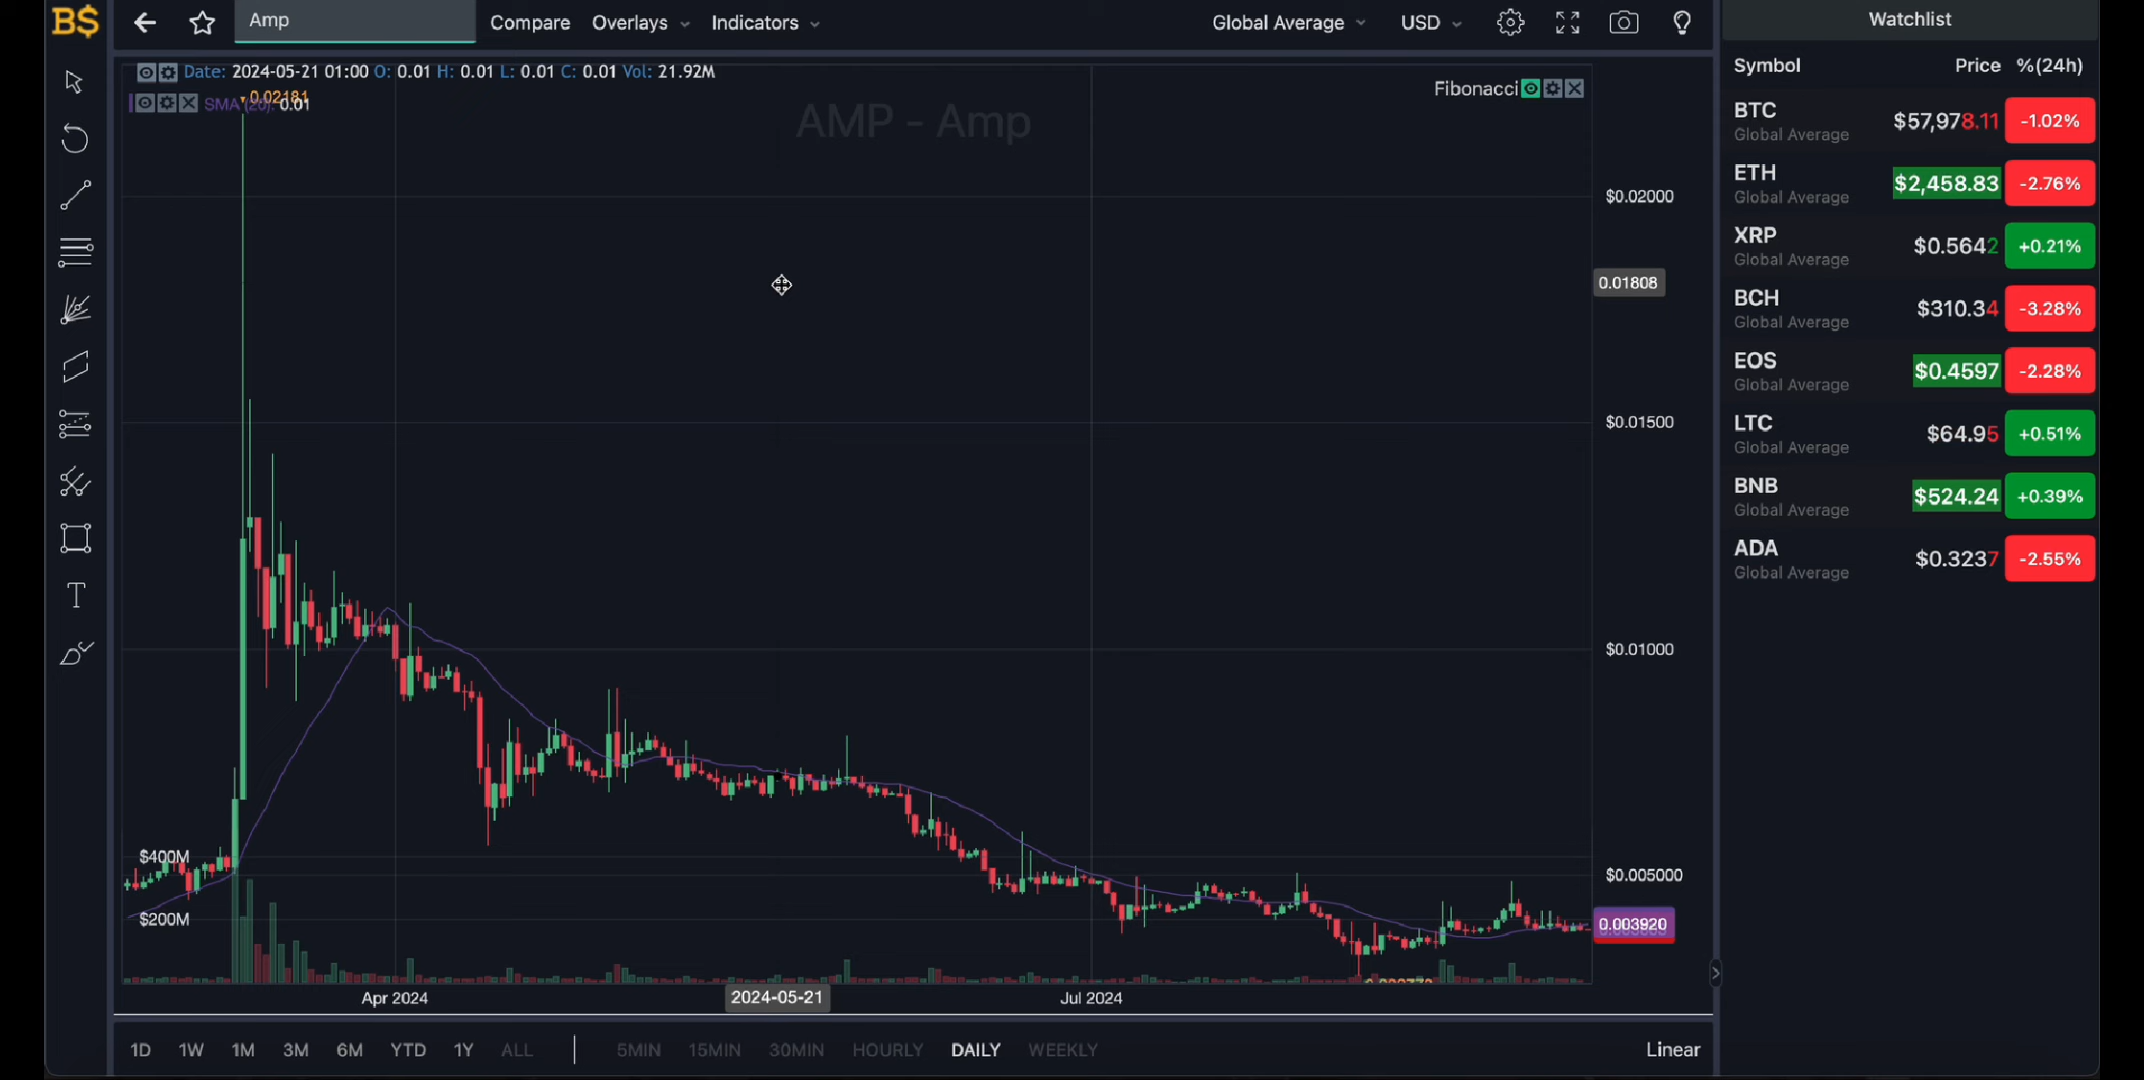 B$
Amp
Compare
Overlays
Indicators
Global Average
USD
Date: 2024-05-21 01:00 O: 0.01 H: 0.01 L: 0.01 C: 0.01 Vol: 21.92M
SMA (20): 0.01
0.02181
Fibonacci
AMP - Amp
$0.02000
0.01808
$0.01500
$0.01000
$0.005000
0.003920
$400M
$200M
Apr 2024
2024-05-21
Jul 2024
1D 1W 1M 3M 6M YTD 1Y ALL
5MIN 15MIN 30MIN HOURLY DAILY WEEKLY
Linear
Watchlist
Symbol Price %(24h)
BTC $57,978.11 -1.02%
Global Average
ETH $2,458.83 -2.76%
Global Average
XRP $0.5642 +0.21%
Global Average
BCH $310.34 -3.28%
Global Average
EOS $0.4597 -2.28%
Global Average
LTC $64.95 +0.51%
Global Average
BNB $524.24 +0.39%
Global Average
ADA $0.3237 -2.55%
Global Average
T